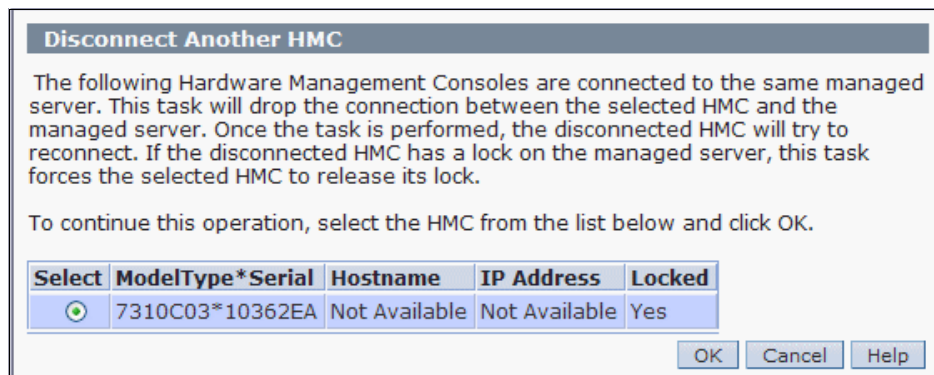 Disconnect Another HMC
The following Hardware Management Consoles are connected to the same managed
server. This task will drop the connection between the selected HMC and the
managed server. Once the task is performed, the disconnected HMC will try to
reconnect. If the disconnected HMC has a lock on the managed server, this task
forces the selected HMC to release its lock.
To continue this operation, select the HMC from the list below and click OK.
Select ModelType*Serial Hostname IP Address Locked
7310C03*10362EA Not Available Not Available Yes
OK Cancel Help